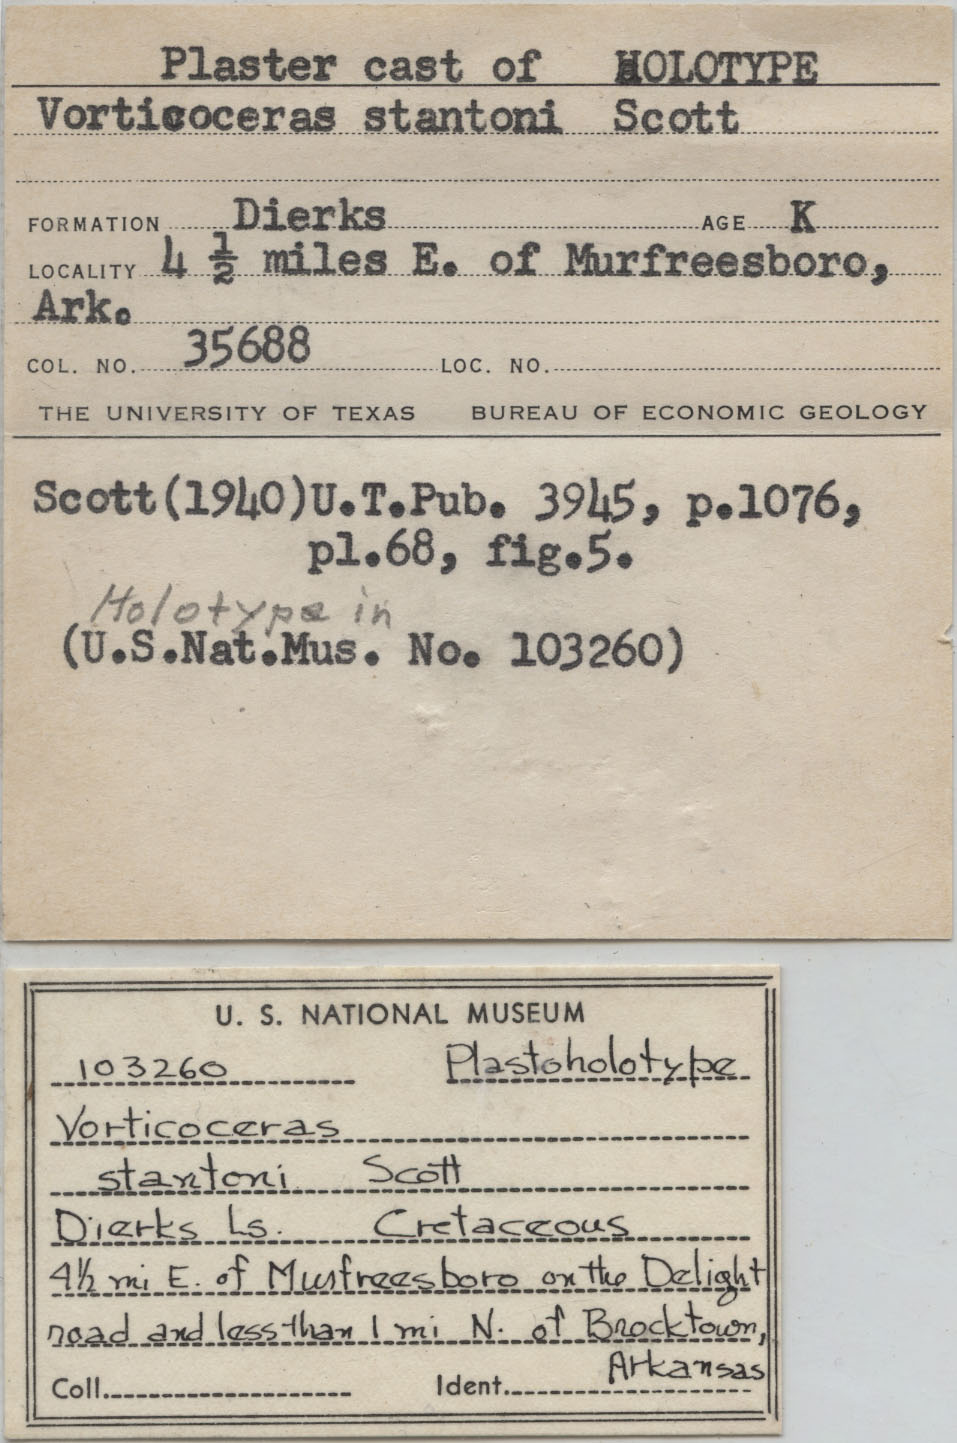 Plaster cast of HOLOTYPE
Vorticoceras stantoni Scott
FORMATION Dierks AGE K
LOCALITY 4 1/2 miles E. of Murfreesboro,
Ark.
COL. NO. 35688 LOC. NO.
THE UNIVERSITY OF TEXAS BUREAU OF ECONOMIC GEOLOGY
Scott(1940)U.T.Pub. 3945, p.1076,
pl.68, fig.5.
Holotype in
(U.S.Nat.Mus. No. 103260)
U. S. NATIONAL MUSEUM
103260 Plastoholotype
Vorticoceras
stantoni Scott
Dierks Ls. Cretaceous
4½ mi E. of Murfreesboro on the Delight
road and less than 1 mi N. of Brocktown,
Arkansas
Coll. Ident.